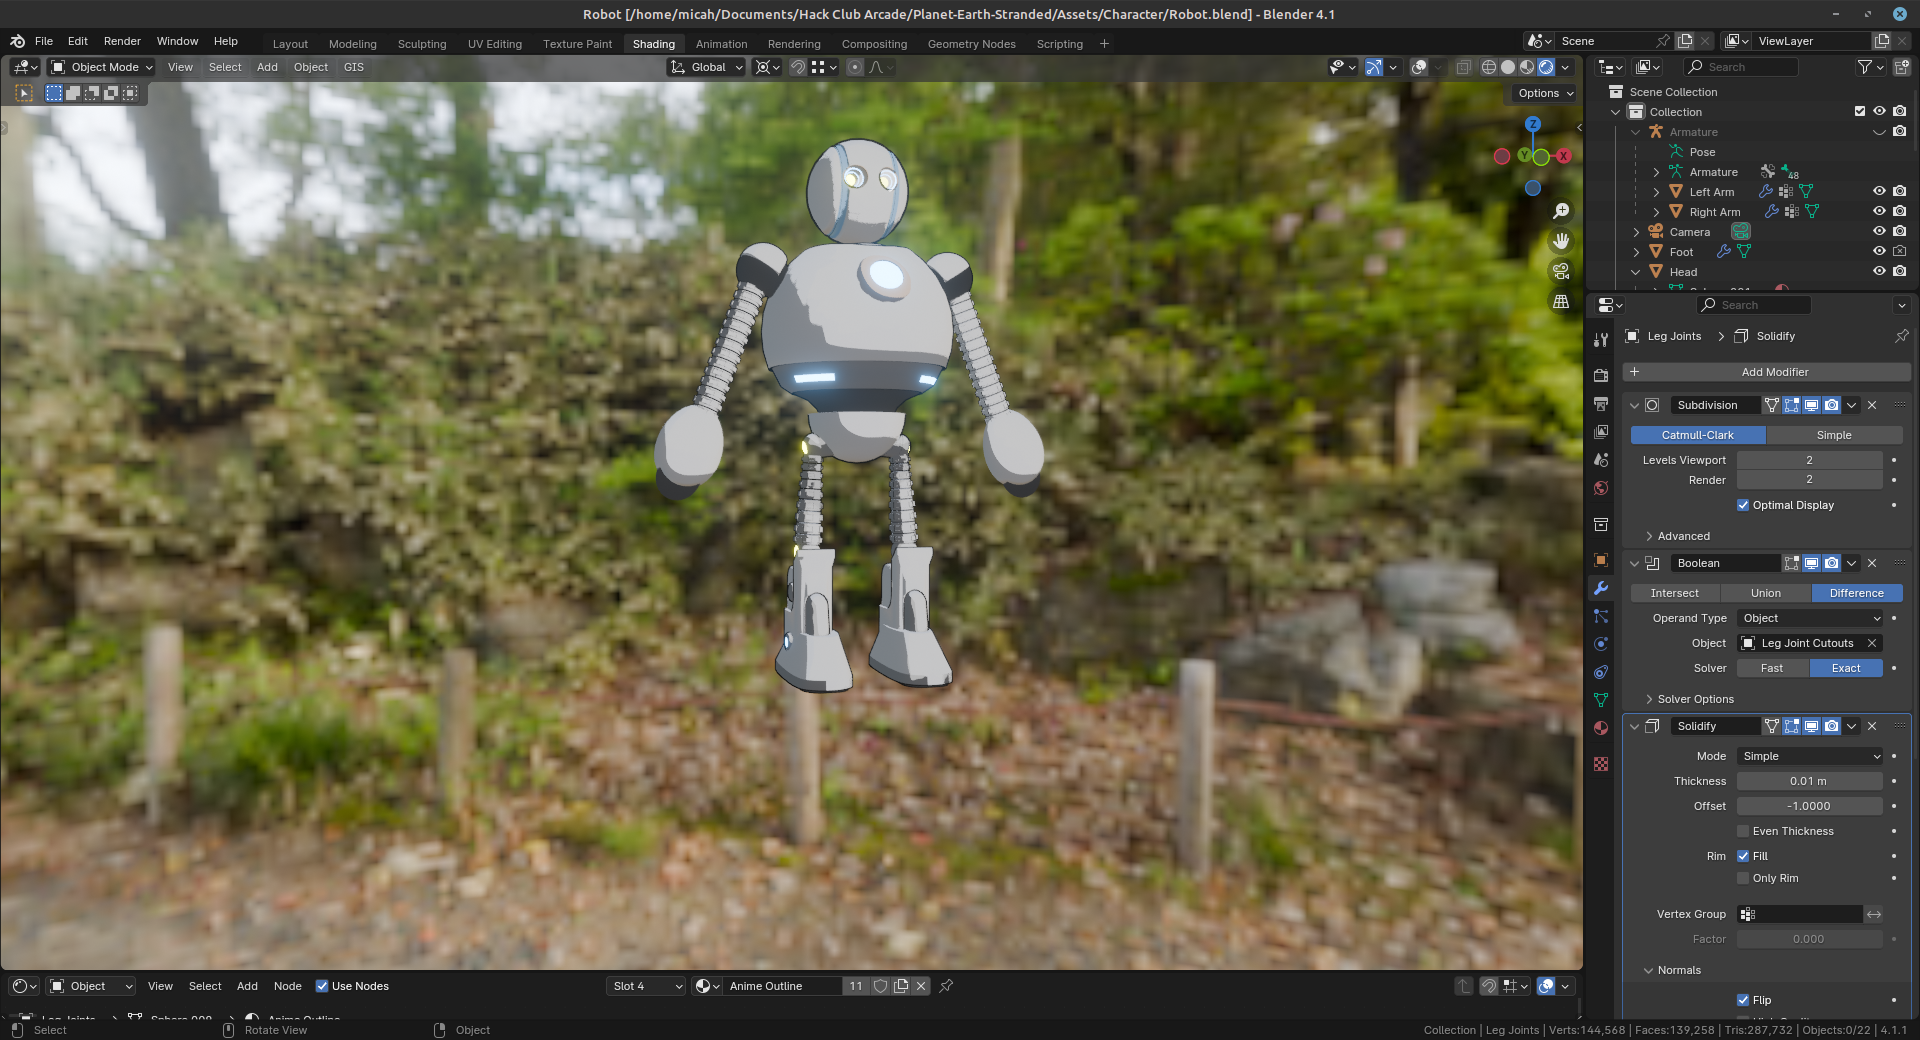 Robot [/home/micah/Documents/Hack Club Arcade/Planet-Earth-Stranded/Assets/Character/Robot.blend] - Blender 4.1
File Edit Render Window Help
Layout Modeling Sculpting UV Editing Texture Paint Shading Animation Rendering Compositing Geometry Nodes Scripting +
Scene
ViewLayer
Object Mode View Select Add Object GIS
Global
Options
Z
Y
X
Search
Scene Collection
Collection
Armature
Pose
Armature 48
Left Arm
Right Arm
Camera
Foot
Head
Search
Leg Joints > Solidify
+ Add Modifier
Subdivision
Catmull-Clark Simple
Levels Viewport 2
Render 2
Optimal Display
Advanced
Boolean
Intersect Union Difference
Operand Type Object
Object Leg Joint Cutouts
Solver Fast Exact
Solver Options
Solidify
Mode Simple
Thickness 0.01 m
Offset -1.0000
Even Thickness
Rim Fill
Only Rim
Vertex Group
Factor 0.000
Normals
Flip
Object View Select Add Node Use Nodes
Slot 4
Anime Outline 11
Leg Joints > Sphere.008 > Anime Outline
Select Rotate View Object
Collection | Leg Joints | Verts:144,568 | Faces:139,258 | Tris:287,732 | Objects:0/22 | 4.1.1